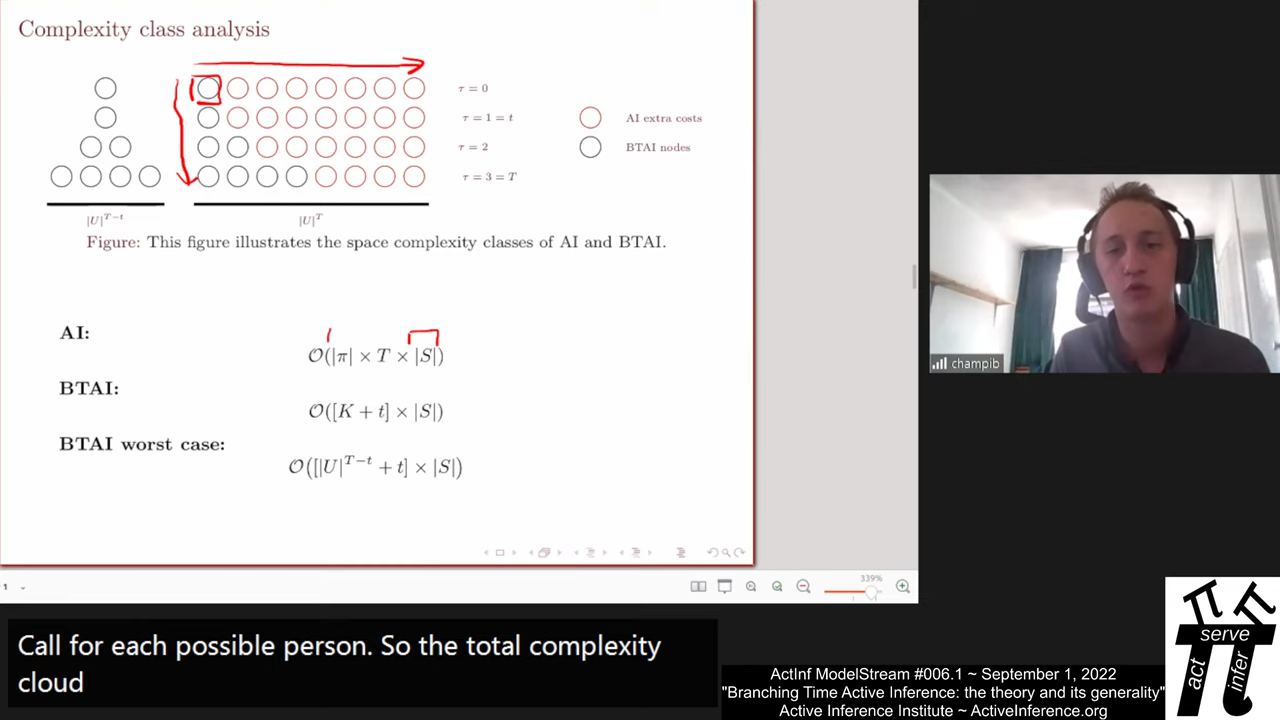 Complexity class analysis
τ = 0
τ = 1 = t
τ = 2
τ = 3 = T
AI extra costs
BTAI nodes
|U|^{T−t}
|U|^T
Figure: This figure illustrates the space complexity classes of AI and BTAI.
AI:
𝒪(|π| × T × |S|)
BTAI:
𝒪([K + t] × |S|)
BTAI worst case:
𝒪([|U|^{T−t} + t] × |S|)
1
339%
champib
Call for each possible person. So the total complexity
cloud
ActInf ModelStream #006.1 ~ September 1, 2022
"Branching Time Active Inference: the theory and its generality"
Active Inference Institute ~ ActiveInference.org
π π
serve
act
infer